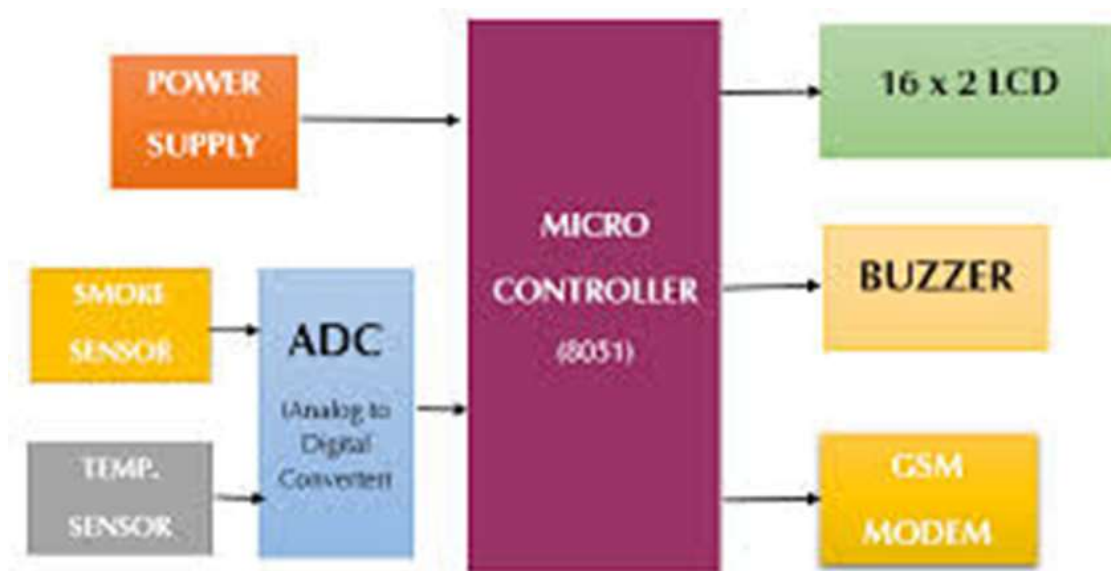 POWER
SUPPLY
SMOKE
SENSOR
TEMP.
SENSOR
ADC
(Analog to
Digital
Converter)
MICRO
CONTROLLER
(8051)
16 x 2 LCD
BUZZER
GSM
MODEM